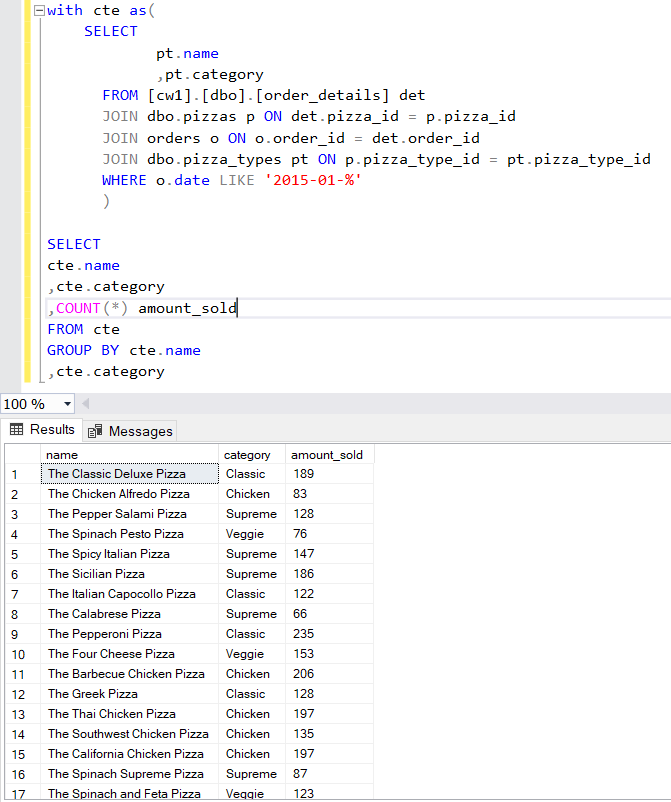 with cte as(
SELECT
pt.name
,pt.category
FROM [cw1].[dbo].[order_details] det
JOIN dbo.pizzas p ON det.pizza_id = p.pizza_id
JOIN orders o ON o.order_id = det.order_id
JOIN dbo.pizza_types pt ON p.pizza_type_id = pt.pizza_type_id
WHERE o.date LIKE '2015-01-%'
)
SELECT
cte.name
,cte.category
,COUNT(*) amount_sold
FROM cte
GROUP BY cte.name
,cte.category
100 %
Results Messages
name category amount_sold
1 The Classic Deluxe Pizza Classic 189
2 The Chicken Alfredo Pizza Chicken 83
3 The Pepper Salami Pizza Supreme 128
4 The Spinach Pesto Pizza Veggie 76
5 The Spicy Italian Pizza Supreme 147
6 The Sicilian Pizza Supreme 186
7 The Italian Capocollo Pizza Classic 122
8 The Calabrese Pizza Supreme 66
9 The Pepperoni Pizza Classic 235
10 The Four Cheese Pizza Veggie 153
11 The Barbecue Chicken Pizza Chicken 206
12 The Greek Pizza Classic 128
13 The Thai Chicken Pizza Chicken 197
14 The Southwest Chicken Pizza Chicken 135
15 The California Chicken Pizza Chicken 197
16 The Spinach Supreme Pizza Supreme 87
17 The Spinach and Feta Pizza Veggie 123